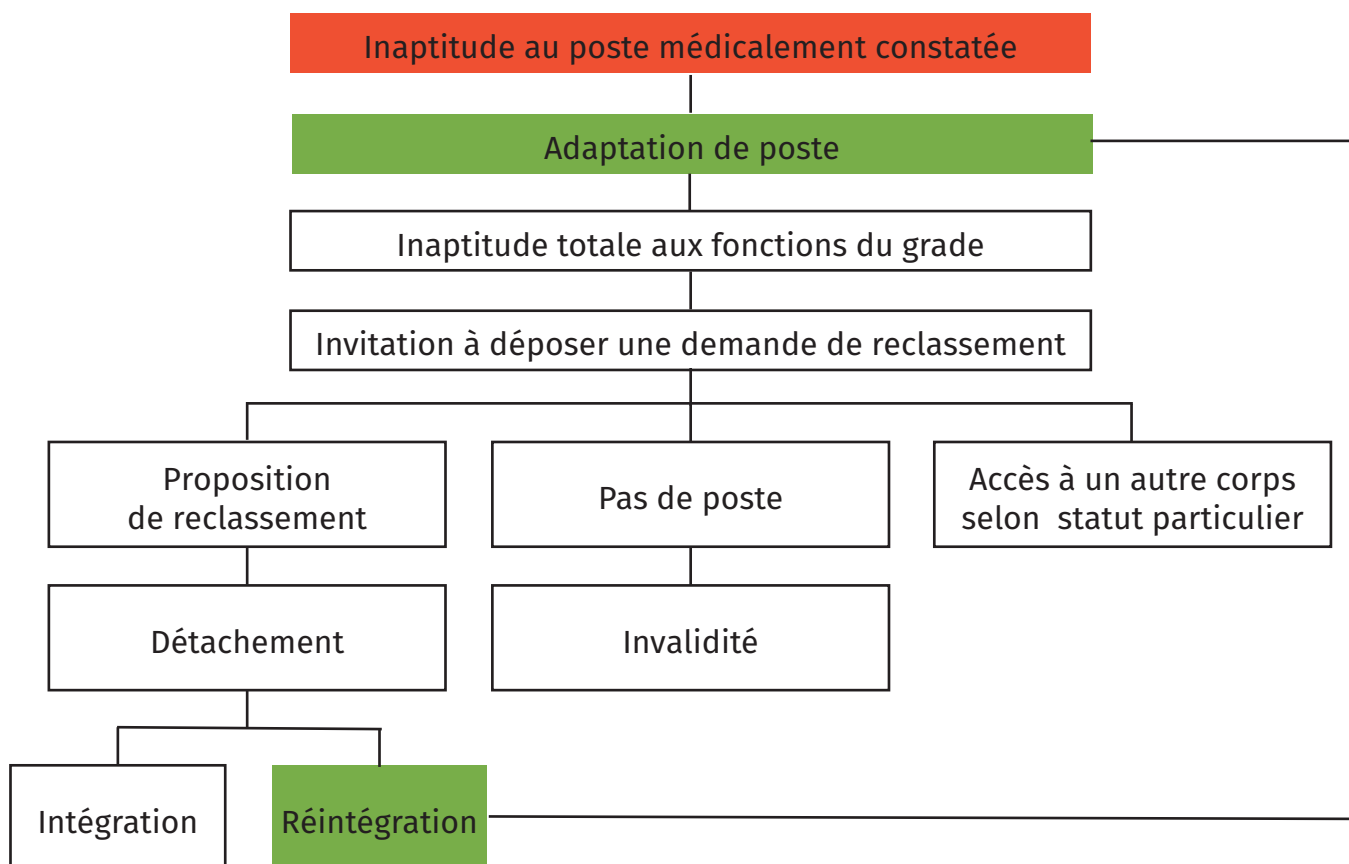 Inaptitude au poste médicalement constatée
Adaptation de poste
Inaptitude totale aux fonctions du grade
Invitation à déposer une demande de reclassement
Proposition
de reclassement
Pas de poste
Accès à un autre corps
selon statut particulier
Détachement
Invalidité
Intégration
Réintégration